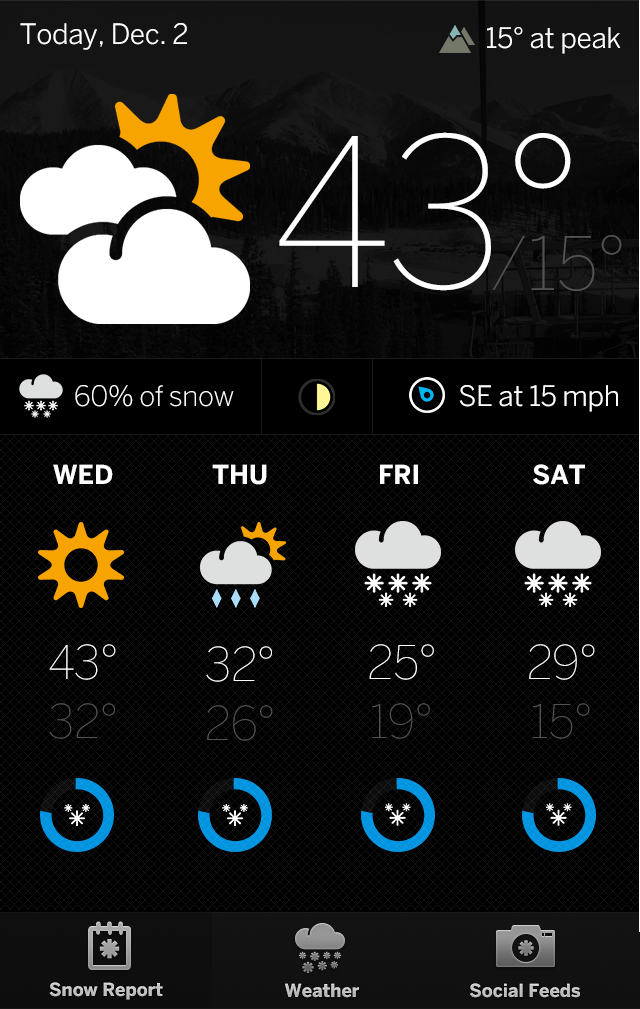 Today, Dec. 2
15° at peak
43°/15°
60% of snow
SE at 15 mph
WED THU FRI SAT
43° 32° 25° 29°
32° 26° 19° 15°
Snow Report
Weather
Social Feeds